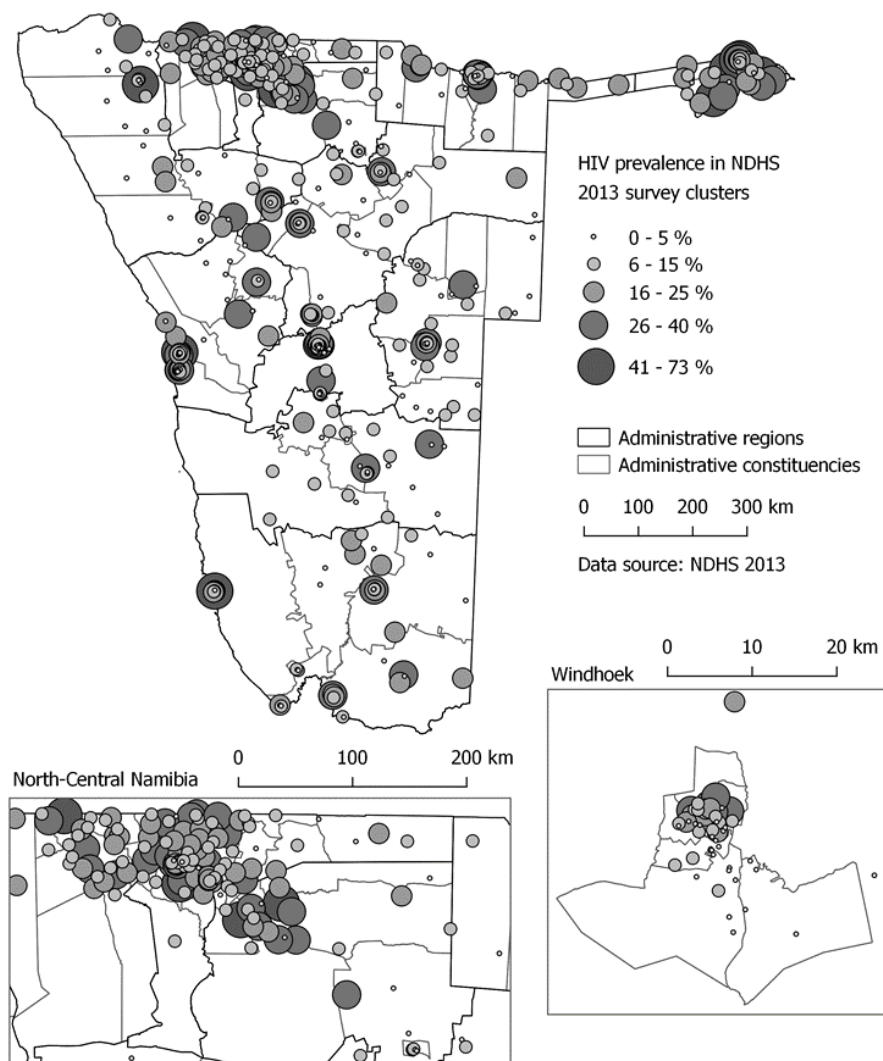 HIV prevalence in NDHS
2013 survey clusters
0 - 5 %
6 - 15 %
16 - 25 %
26 - 40 %
41 - 73 %
Administrative regions
Administrative constituencies
0 100 200 300 km
Data source: NDHS 2013
0 10 20 km
Windhoek
0 100 200 km
North-Central Namibia